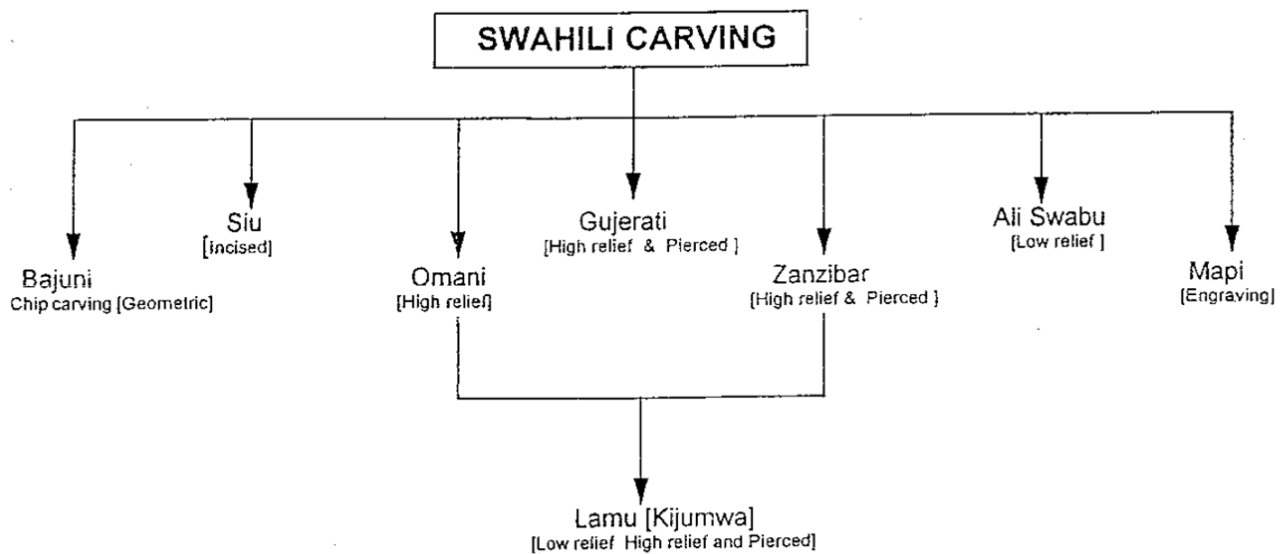 SWAHILI CARVING
Bajuni
Chip carving [Geometric]
Siu
[Incised]
Omani
[High relief]
Gujerati
[High relief & Pierced ]
Zanzibar
[High relief & Pierced ]
Ali Swabu
[Low relief ]
Mapi
[Engraving]
Lamu [Kijumwa]
[Low relief High relief and Pierced]